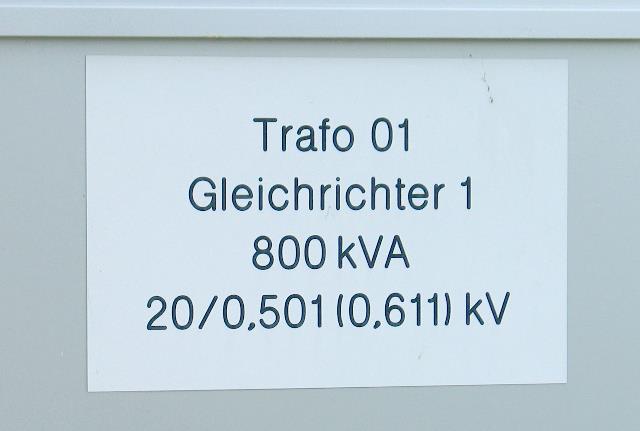 Trafo 01
Gleichrichter 1
800 kVA
20/0,501 (0,611) kV